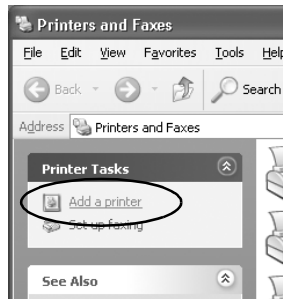 Printers and Faxes
File Edit View Favorites Tools Help
Back Search
Address Printers and Faxes
Printer Tasks
Add a printer
Set up faxing
See Also